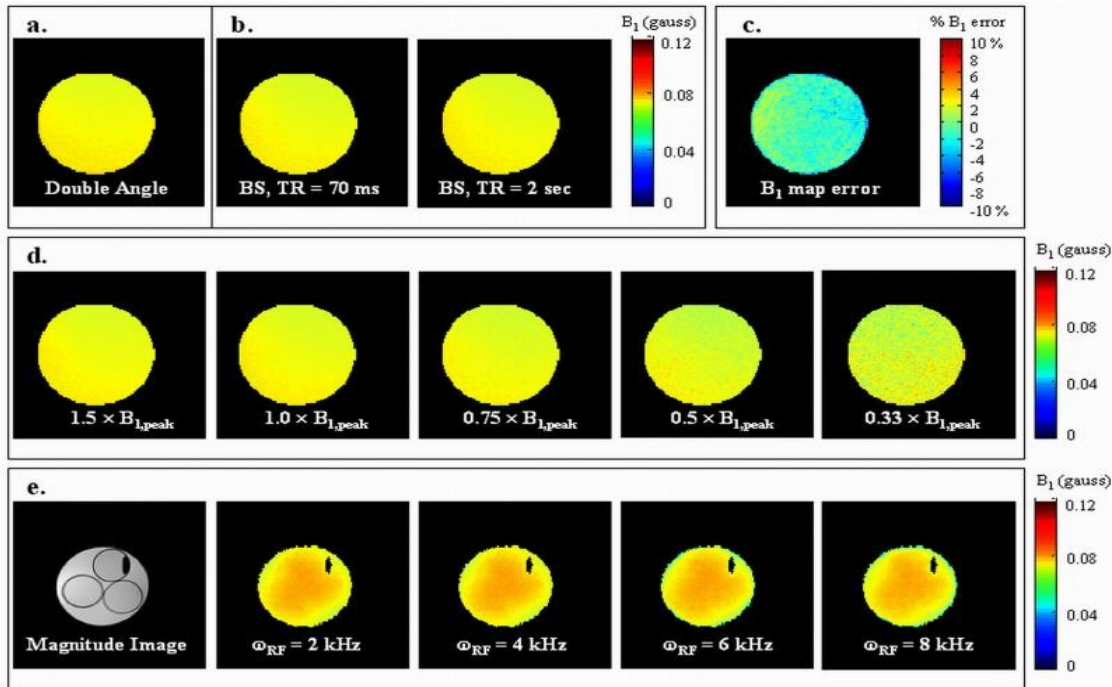 a.
b.
c.
B₁ (gauss)
0.12
0.08
0.04
0
% B₁ error
10 %
8
6
4
2
0
-2
-4
-6
-8
-10 %
Double Angle
BS, TR = 70 ms
BS, TR = 2 sec
B₁ map error
d.
B₁ (gauss)
0.12
0.08
0.04
0
1.5 × B₁,peak
1.0 × B₁,peak
0.75 × B₁,peak
0.5 × B₁,peak
0.33 × B₁,peak
e.
B₁ (gauss)
0.12
0.08
0.04
0
Magnitude Image
ω_RF = 2 kHz
ω_RF = 4 kHz
ω_RF = 6 kHz
ω_RF = 8 kHz